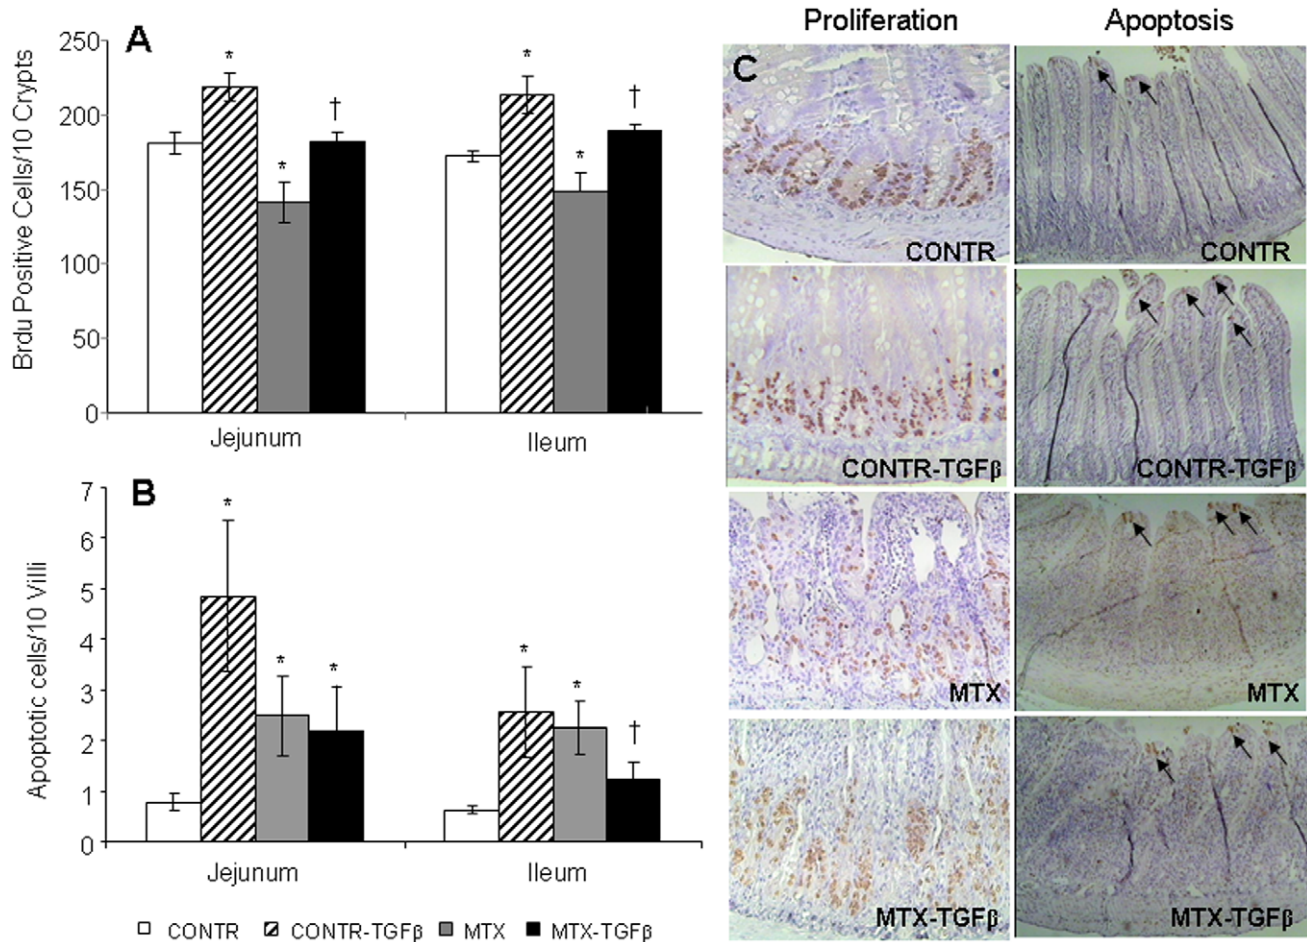 A
Brdu Positive Cells/10 Crypts
250
200
150
100
50
0
*
*
†
*
*
†
*
Jejunum
Ileum
B
Apoptotic cells/10 Villi
7
6
5
4
3
2
1
0
*
*
*
*
*
†
Jejunum
Ileum
CONTR CONTR-TGFβ MTX MTX-TGFβ
Proliferation Apoptosis
C
CONTR CONTR
CONTR-TGFβ CONTR-TGFβ
MTX MTX
MTX-TGFβ MTX-TGFβ